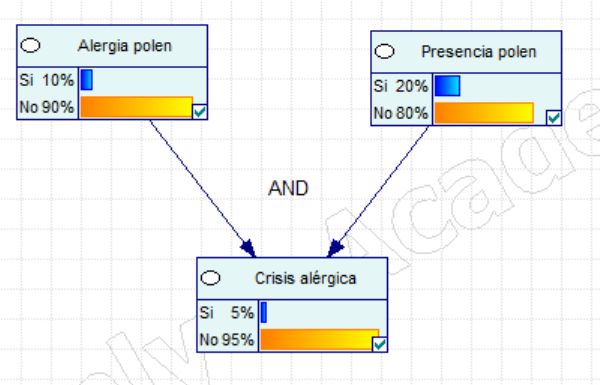 Alergia polen
Si 10%
No 90%
Presencia polen
Si 20%
No 80%
AND
Crisis alérgica
Si 5%
No 95%